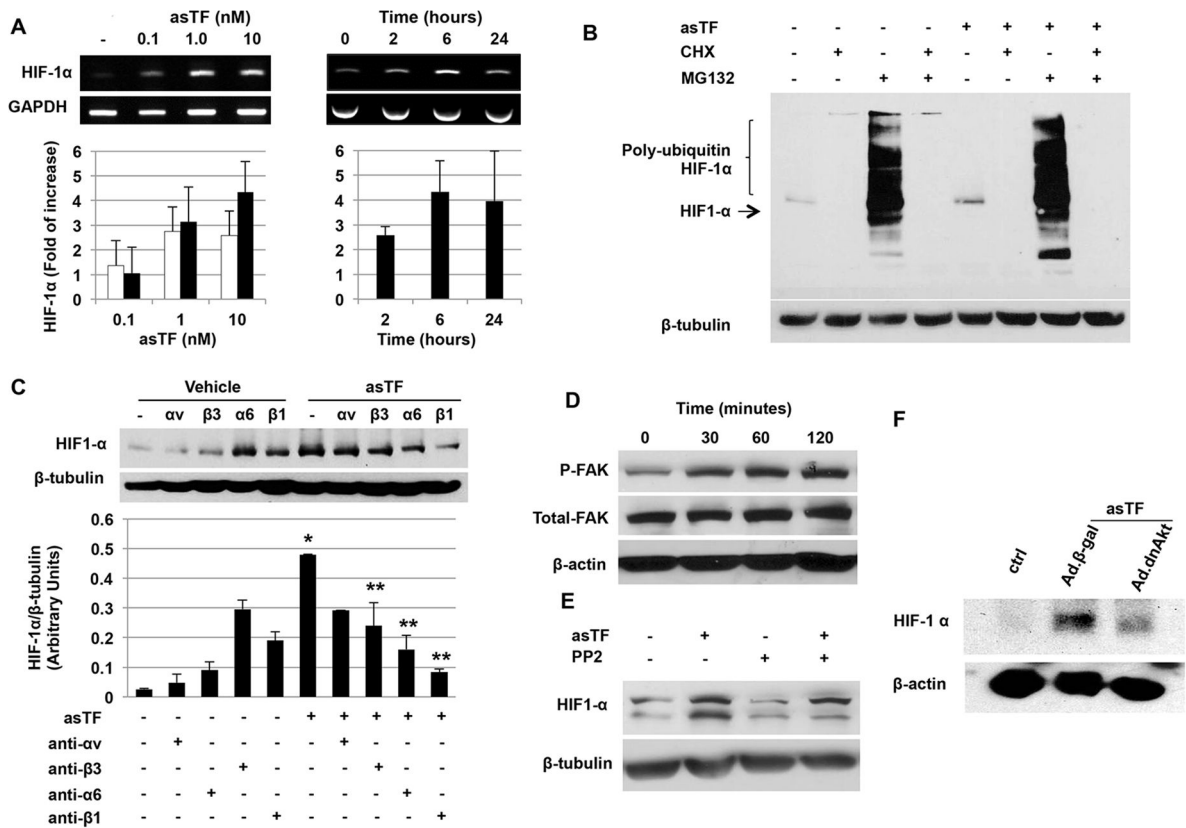 A
asTF (nM)
- 0.1 1.0 10
HIF-1α
GAPDH
HIF-1α (Fold of increase)
6
5
4
3
2
1
0
0.1 1 10
asTF (nM)
Time (hours)
0 2 6 24
6
5
4
3
2
1
0
2 6 24
Time (hours)
B
asTF - - - - + + + +
CHX - + - + - + - +
MG132 - - + + - - + +
Poly-ubiquitin
HIF-1α
HIF1-α
β-tubulin
C
Vehicle asTF
- αv β3 α6 β1 - αv β3 α6 β1
HIF1-α
β-tubulin
HIF-1α/β-tubulin
(Arbitrary Units)
0.6
0.5
0.4
0.3
0.2
0.1
0
* ** ** **
asTF - - - - - + + + + +
anti-αv - + - - - - + - - -
anti-β3 - - - + - - - + - -
anti-α6 - - + - - - - - + -
anti-β1 - - - - + - - - - +
D
Time (minutes)
0 30 60 120
P-FAK
Total-FAK
β-actin
E
asTF - + - +
PP2 - - + +
HIF1-α
β-tubulin
F
asTF
ctrl Ad.β-gal Ad.dnAkt
HIF-1 α
β-actin